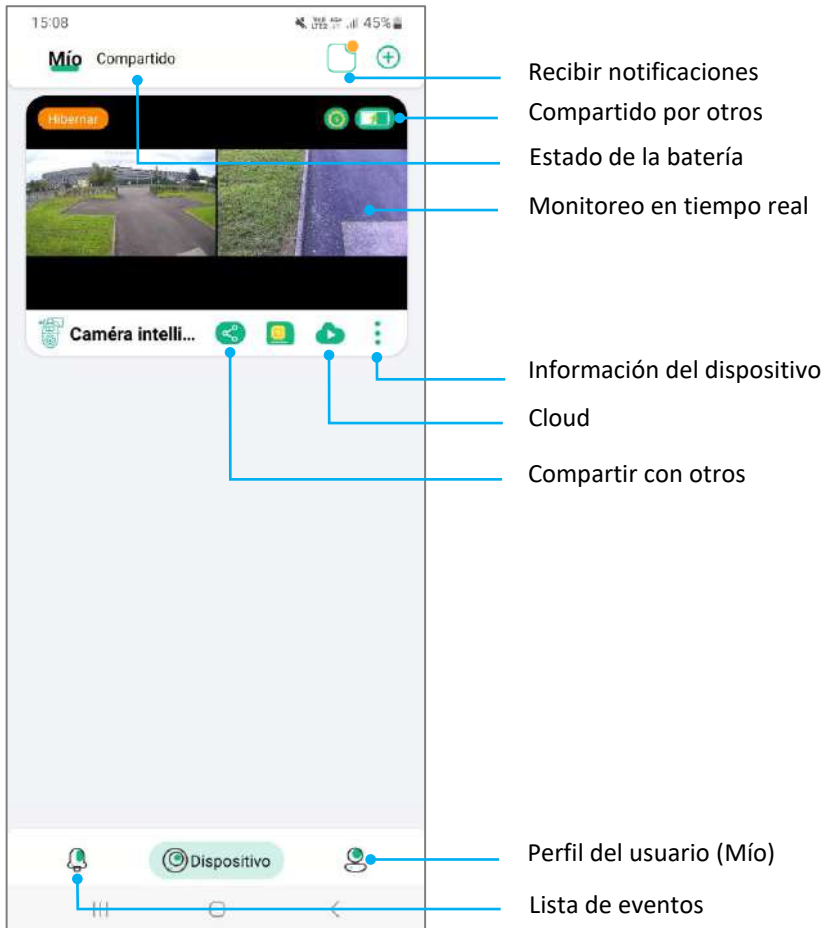 15:08
45%
Mío Compartido
Recibir notificaciones
Hibernar
Compartido por otros
Estado de la batería
Monitoreo en tiempo real
Caméra intelli...
Información del dispositivo
Cloud
Compartir con otros
Dispositivo
Perfil del usuario (Mío)
Lista de eventos